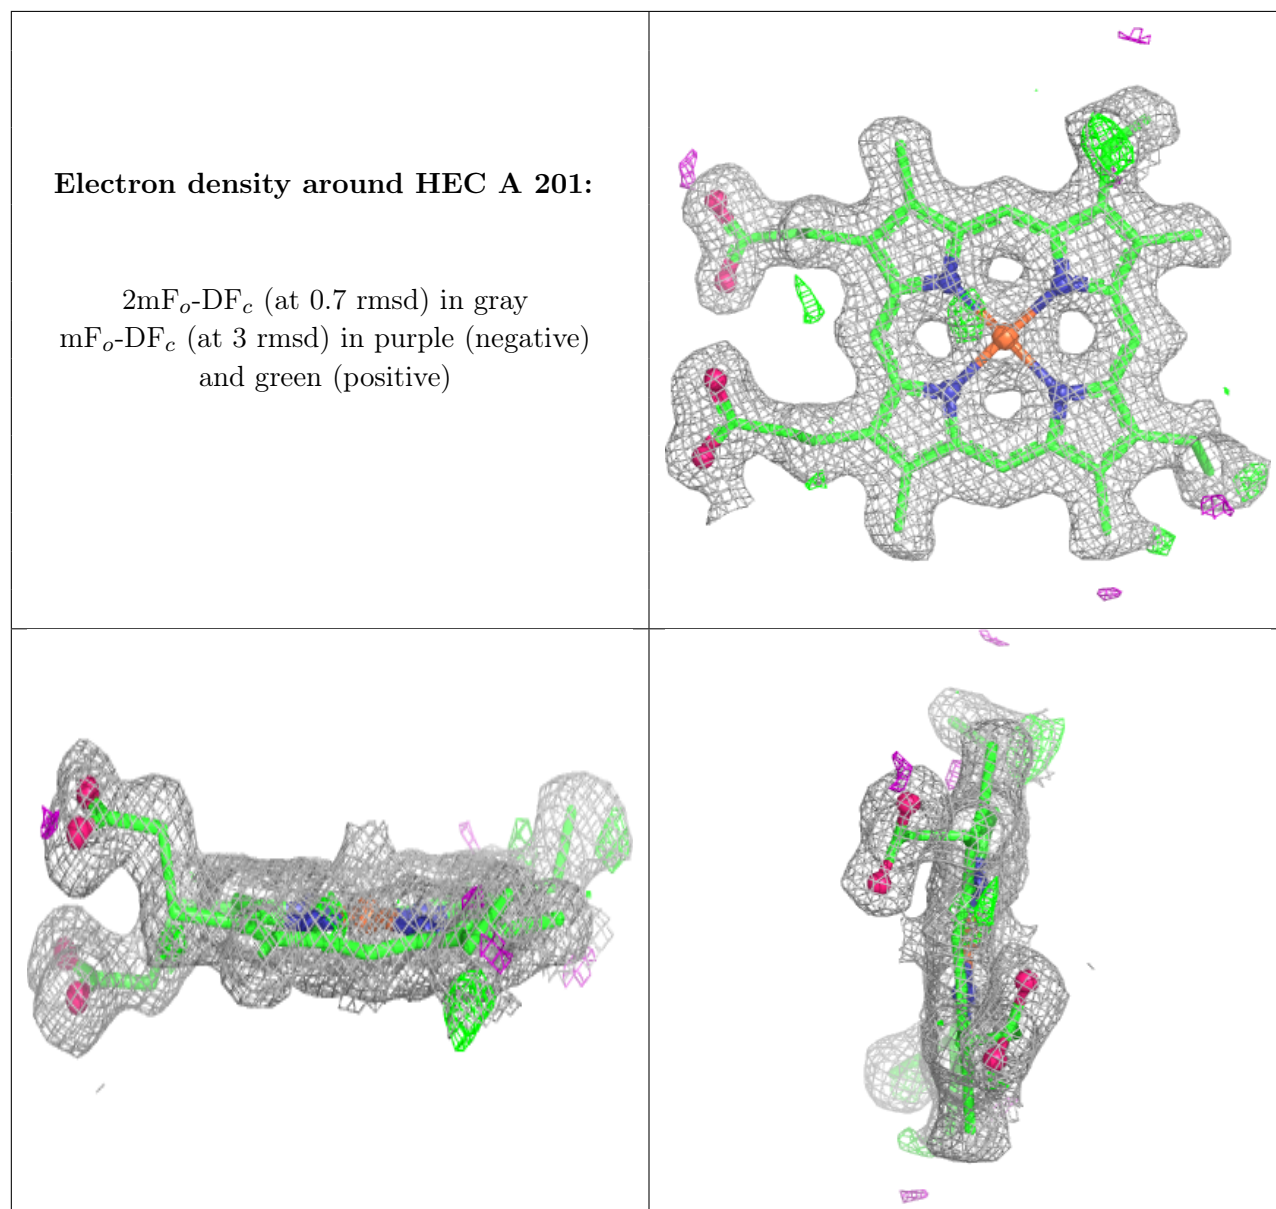 Electron density around HEC A 201:
2mFₒ-DF𝑐 (at 0.7 rmsd) in gray
mFₒ-DF𝑐 (at 3 rmsd) in purple (negative)
and green (positive)